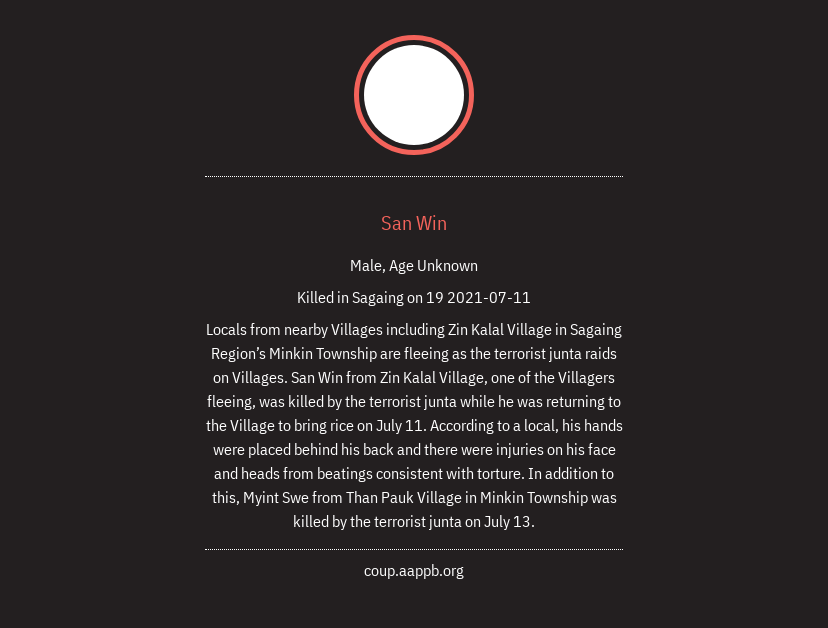 San Win
Male, Age Unknown
Killed in Sagaing on 19 2021-07-11
Locals from nearby Villages including Zin Kalal Village in Sagaing
Region’s Minkin Township are fleeing as the terrorist junta raids
on Villages. San Win from Zin Kalal Village, one of the Villagers
fleeing, was killed by the terrorist junta while he was returning to
the Village to bring rice on July 11. According to a local, his hands
were placed behind his back and there were injuries on his face
and heads from beatings consistent with torture. In addition to
this, Myint Swe from Than Pauk Village in Minkin Township was
killed by the terrorist junta on July 13.
coup.aappb.org